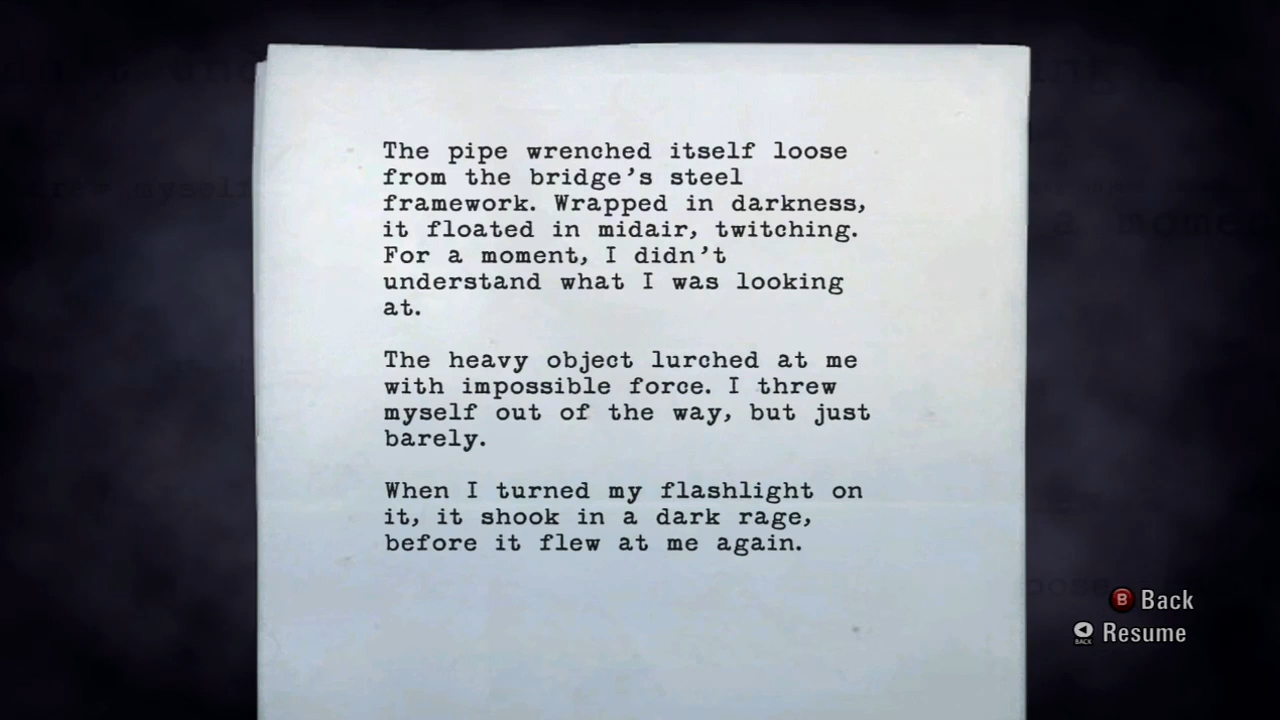 The pipe wrenched itself loose
from the bridge's steel
framework. Wrapped in darkness,
it floated in midair, twitching.
For a moment, I didn't
understand what I was looking
at.
The heavy object lurched at me
with impossible force. I threw
myself out of the way, but just
barely.
When I turned my flashlight on
it, it shook in a dark rage,
before it flew at me again.
B Back
BACK Resume